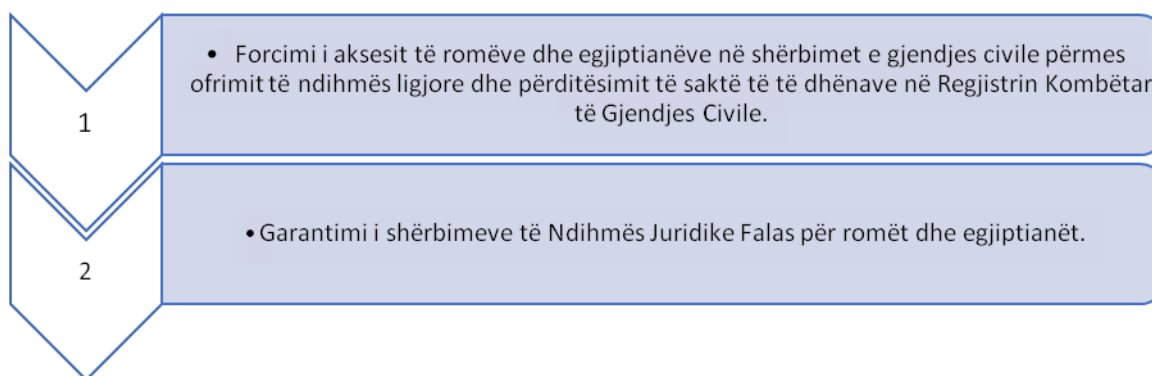 1
• Forcimi i aksesit të romëve dhe egjiptianëve në shërbimet e gjendjes civile përmes
ofrimit të ndihmës ligjore dhe përditësimit të saktë të të dhënave në Regjistrin Kombëtar
të Gjendjes Civile.
2
• Garantimi i shërbimeve të Ndihmës Juridike Falas për romët dhe egjiptianët.